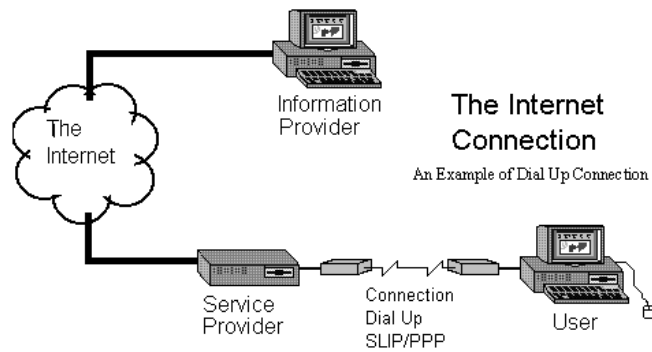 The
Internet
Information
Provider
The Internet
Connection
An Example of Dial Up Connection
Service
Provider
Connection
Dial Up
SLIP/PPP
User